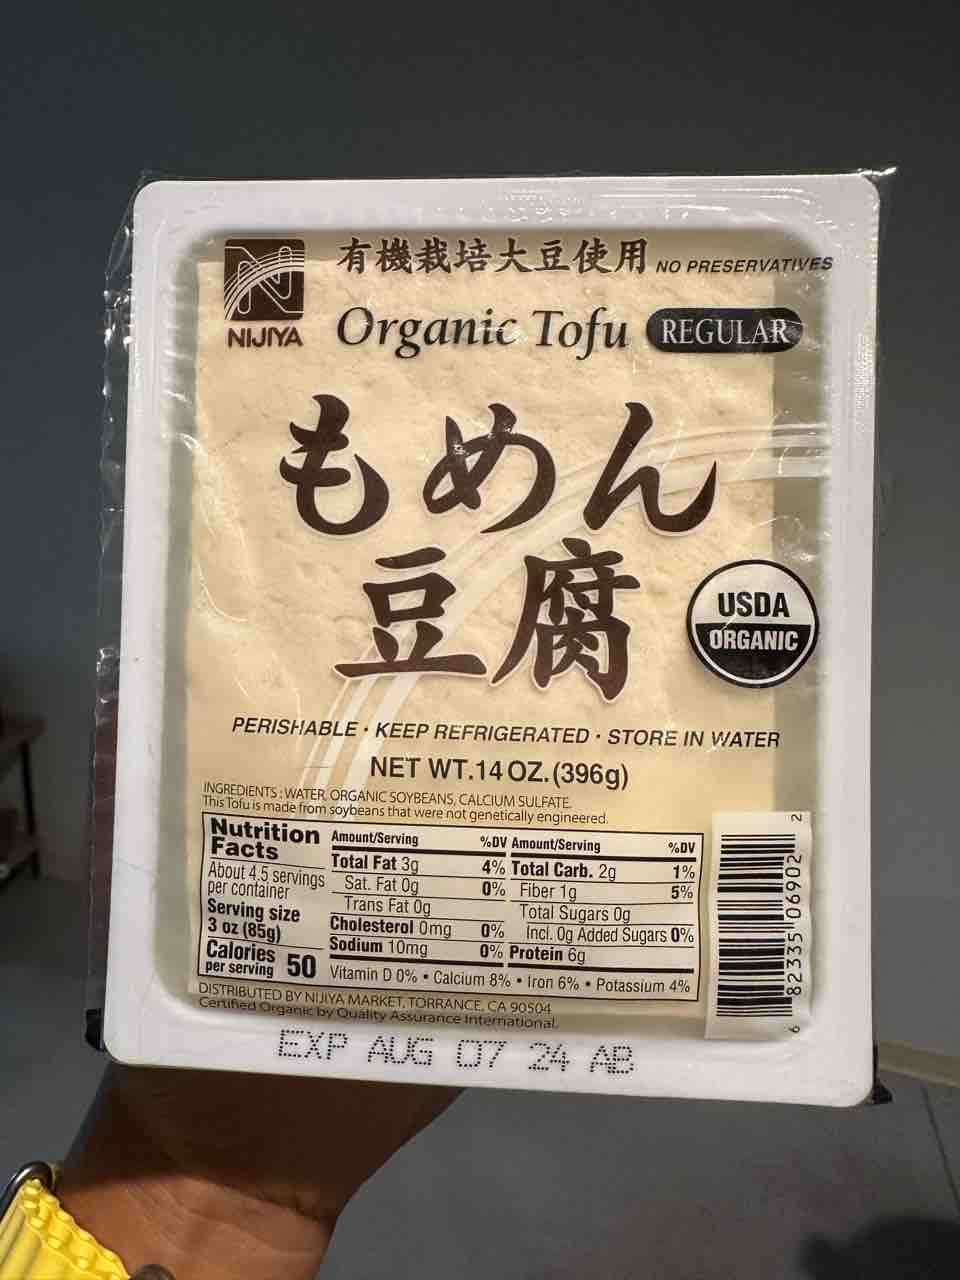 有機栽培大豆使用 NO PRESERVATIVES
NIJIYA
Organic Tofu REGULAR
もめん
豆腐
USDA
ORGANIC
PERISHABLE · KEEP REFRIGERATED · STORE IN WATER
NET WT.14 OZ.(396g)
INGREDIENTS : WATER, ORGANIC SOYBEANS, CALCIUM SULFATE.
This Tofu is made from soybeans that were not genetically engineered.
Nutrition
Facts
About 4.5 servings
per container
Serving size
3 oz (85g)
Calories
per serving 50
Amount/Serving %DV
Total Fat 3g 4%
Sat. Fat 0g 0%
Trans Fat 0g
Cholesterol 0mg 0%
Sodium 10mg 0%
Amount/Serving %DV
Total Carb. 2g 1%
Fiber 1g 5%
Total Sugars 0g
Incl. 0g Added Sugars 0%
Protein 6g
Vitamin D 0% • Calcium 8% • Iron 6% • Potassium 4%
6 82335 06902 2
DISTRIBUTED BY NIJIYA MARKET, TORRANCE, CA 90504
Certified Organic by Quality Assurance International.
EXP AUG 07 24 AB